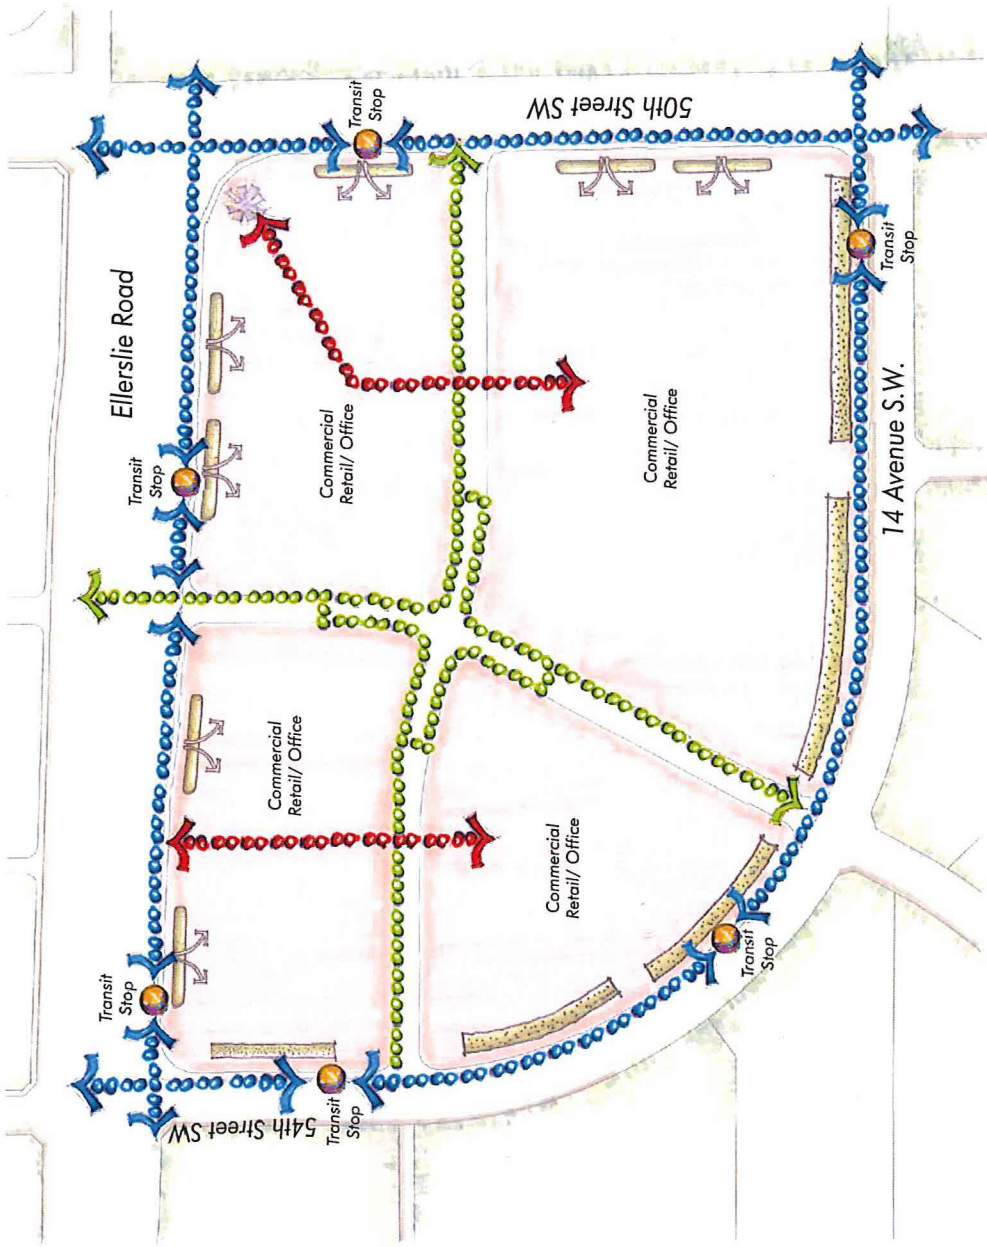 Transit
Stop
50th Street SW
Ellerslie Road
Transit
Stop
Commercial
Retail/ Office
Commercial
Retail/ Office
Transit
Stop
14 Avenue S.W.
Commercial
Retail/ Office
Commercial
Retail/ Office
Transit
Stop
Transit
Stop
54th Street SW
Transit
Stop